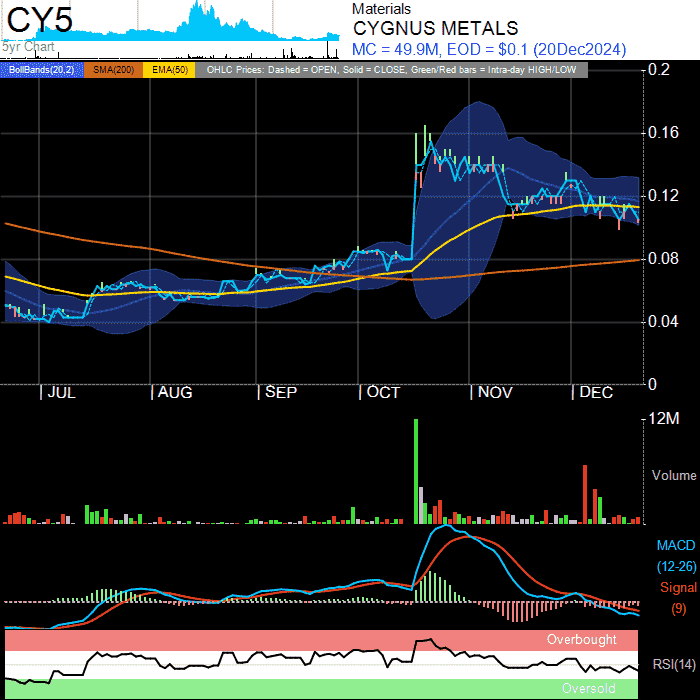 CY5
5yr Chart
Materials
CYGNUS METALS
MC = 49.9M, EOD = $0.1 (20Dec2024)
BollBands(20,2) SMA(200) EMA(50) OHLC Prices: Dashed = OPEN, Solid = CLOSE, Green/Red bars = Intra-day HIGH/LOW
0.2
0.16
0.12
0.08
0.04
0
JUL AUG SEP OCT NOV DEC
12M
Volume
MACD
(12-26)
Signal
(9)
Overbought
RSI(14)
Oversold